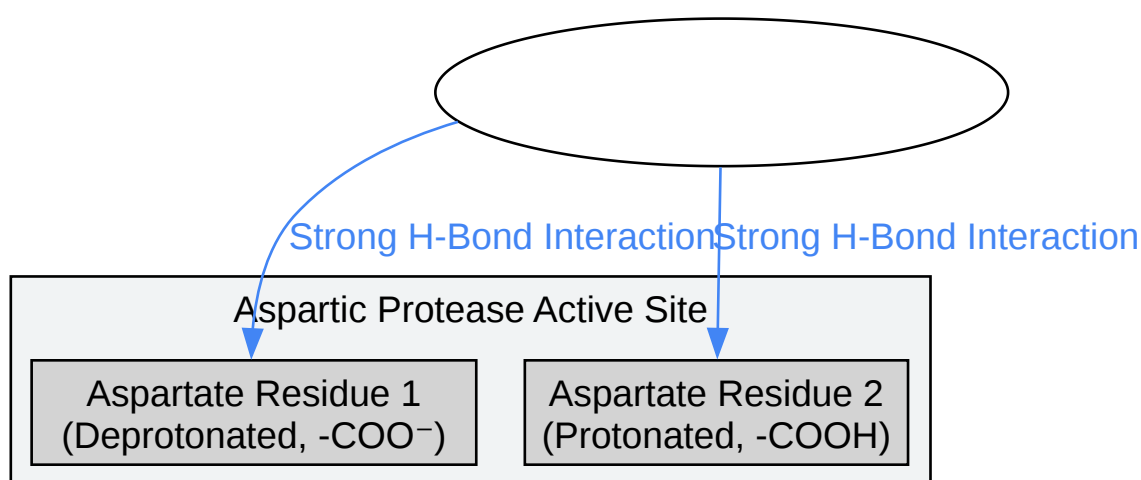 Strong H-Bond Interaction
Strong H-Bond Interaction
Aspartic Protease Active Site
Aspartate Residue 1
(Deprotonated, -COO⁻)
Aspartate Residue 2
(Protonated, -COOH)